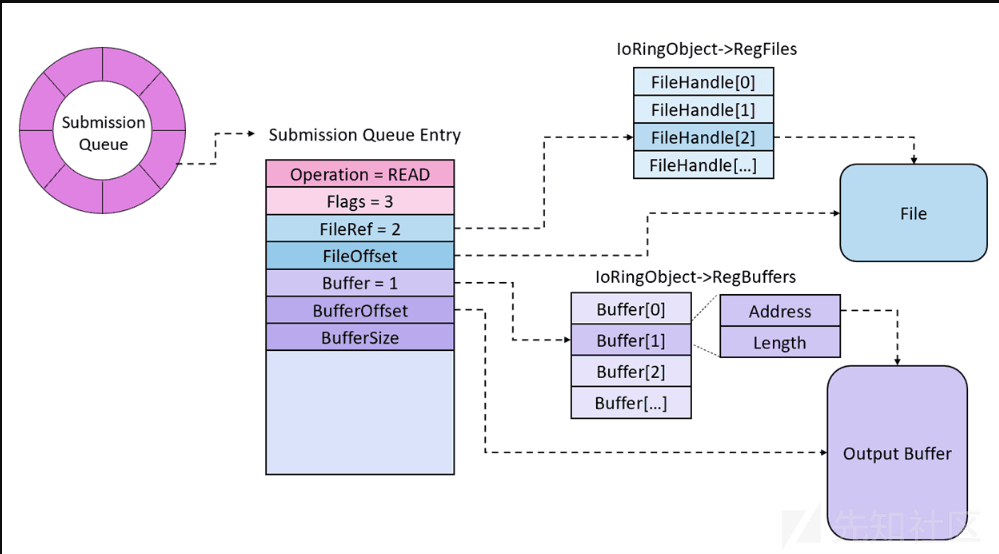 Submission
Queue
Submission Queue Entry
Operation = READ
Flags = 3
FileRef = 2
FileOffset
Buffer = 1
BufferOffset
BufferSize
IoRingObject->RegFiles
FileHandle[0]
FileHandle[1]
FileHandle[2]
FileHandle[...]
File
IoRingObject->RegBuffers
Buffer[0]
Buffer[1]
Buffer[2]
Buffer[...]
Address
Length
Output Buffer
先知社区